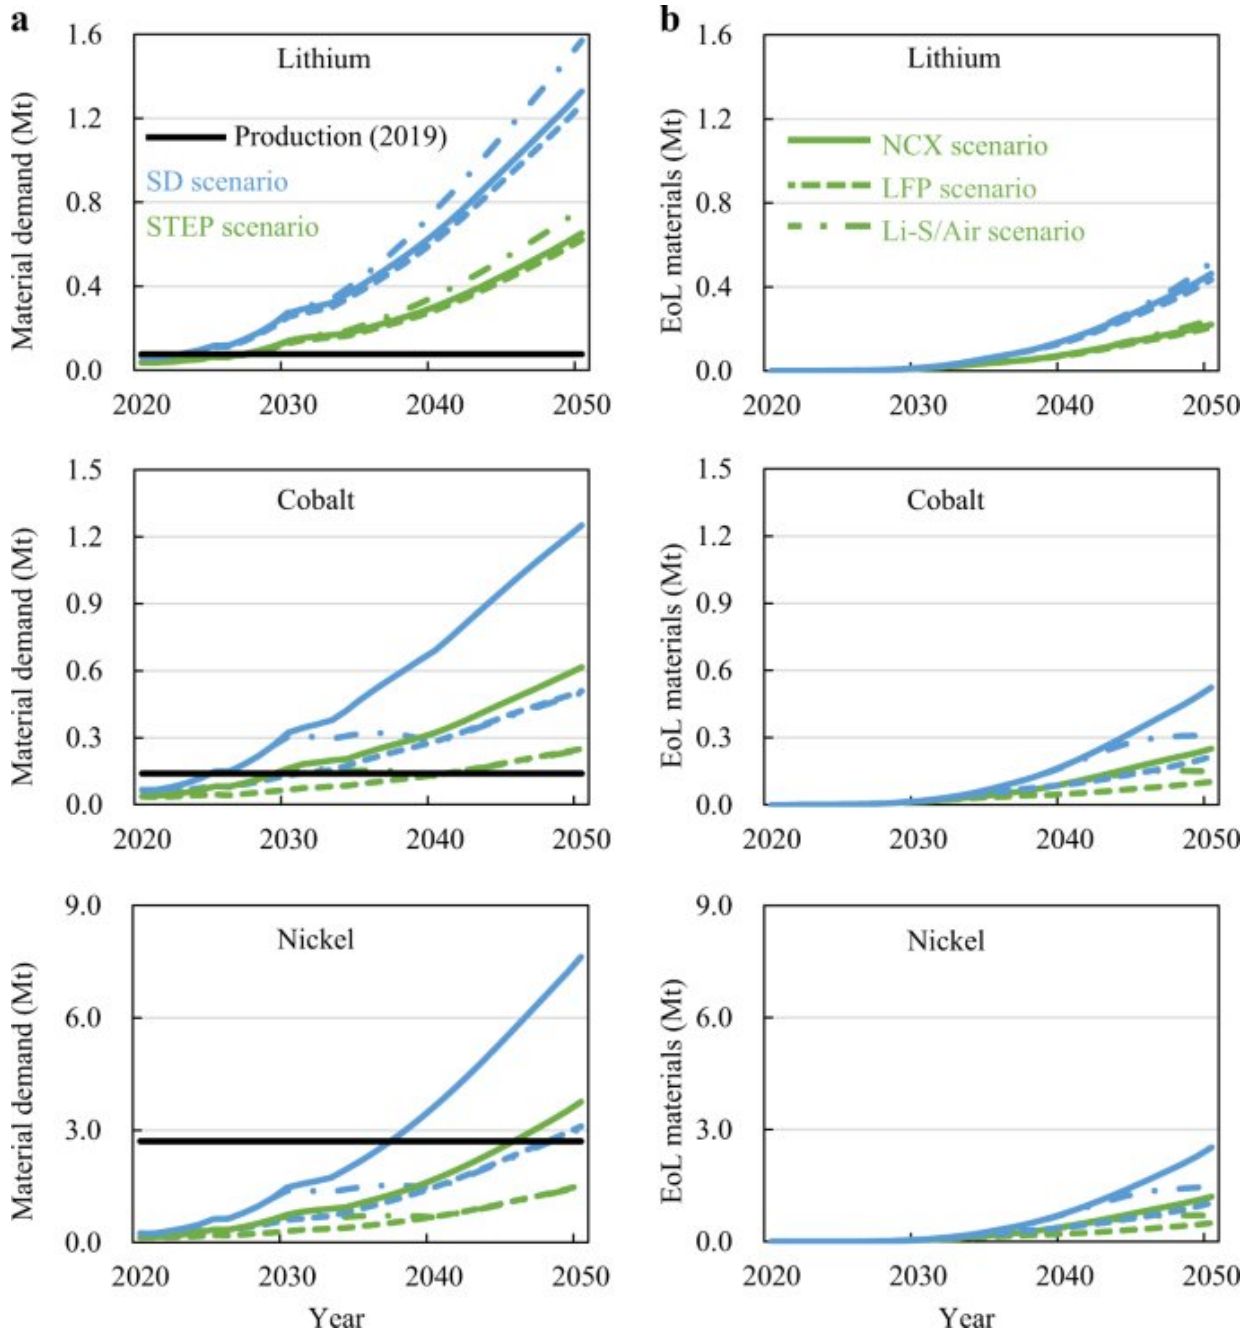 a
Material demand (Mt)
1.6
1.2
0.8
0.4
0.0
Lithium
Production (2019)
SD scenario
STEP scenario
2020 2030 2040 2050
b
EoL materials (Mt)
1.6
1.2
0.8
0.4
0.0
Lithium
NCX scenario
LFP scenario
Li-S/Air scenario
2020 2030 2040 2050
Material demand (Mt)
1.5
1.2
0.9
0.6
0.3
0.0
Cobalt
2020 2030 2040 2050
EoL materials (Mt)
1.5
1.2
0.9
0.6
0.3
0.0
Cobalt
2020 2030 2040 2050
Material demand (Mt)
9.0
6.0
3.0
0.0
Nickel
2020 2030 2040 2050
Year
EoL materials (Mt)
9.0
6.0
3.0
0.0
Nickel
2020 2030 2040 2050
Year